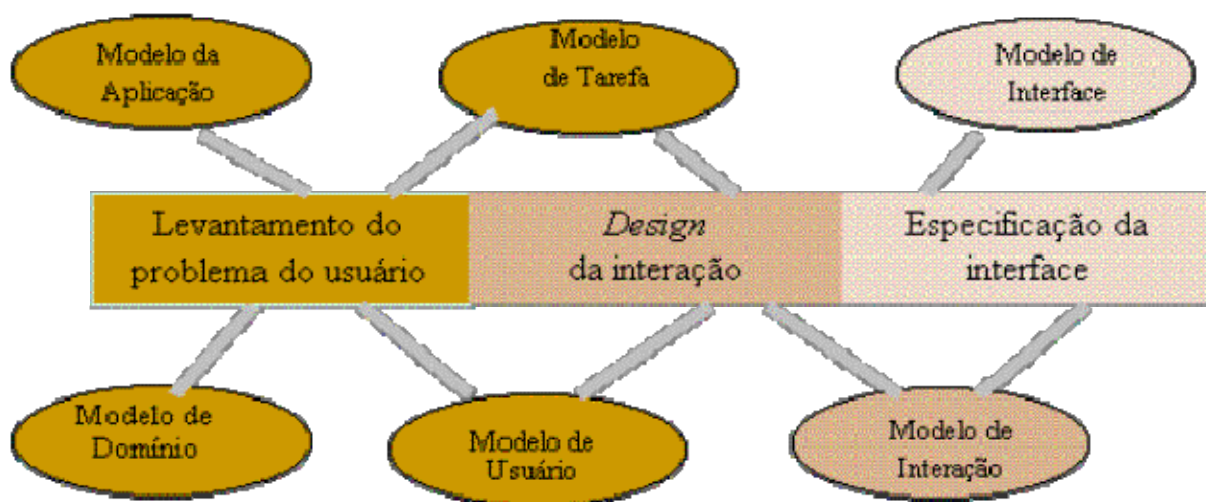 Modelo da
Aplicação
Modelo
de Tarefa
Modelo de
Interface
Levantamento do
problema do usuário
Design
da interação
Especificação da
interface
Modelo de
Domínio
Modelo de
Usuário
Modelo de
Interação